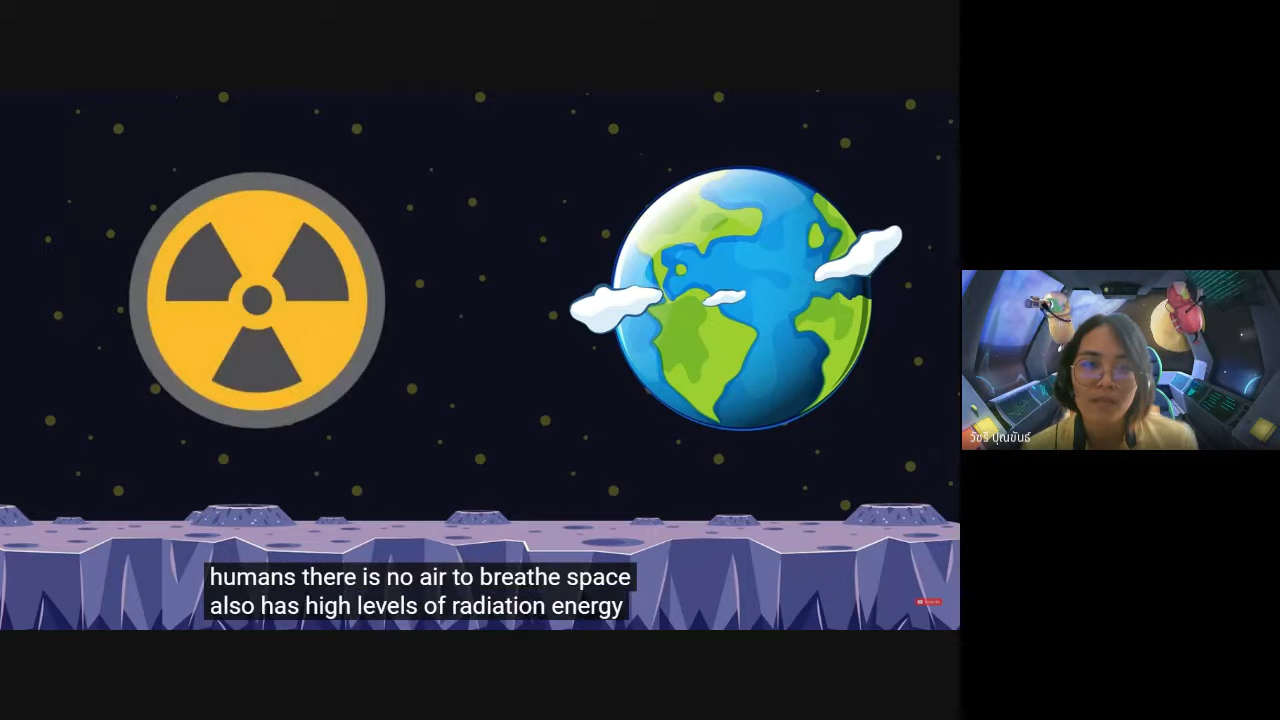 humans there is no air to breathe space
also has high levels of radiation energy
วัชรี ปุณขันธ์